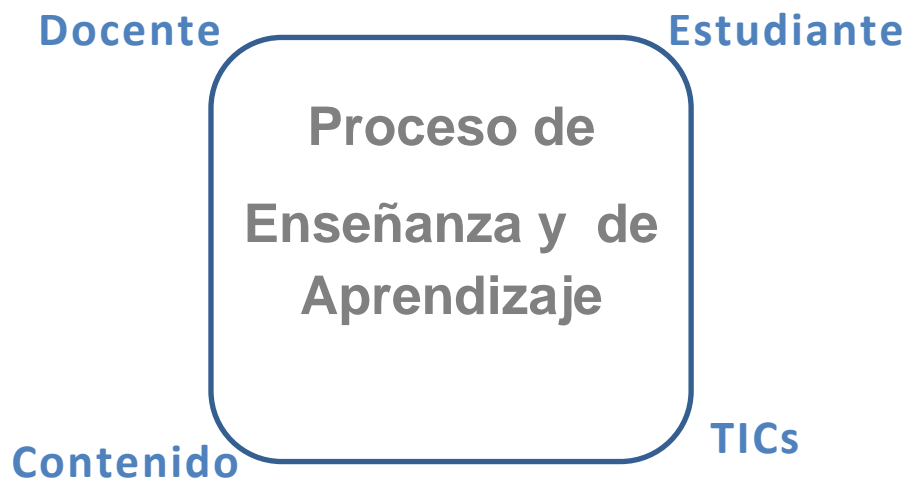 Docente
Estudiante
Proceso de
Enseñanza y de
Aprendizaje
TICs
Contenido